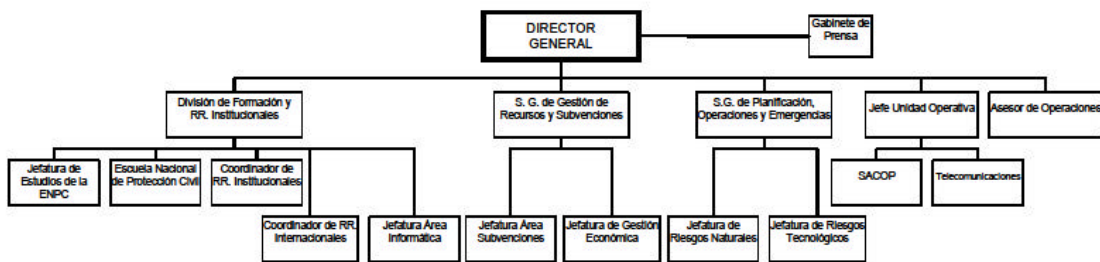 DIRECTOR
GENERAL
Gabinete de
Prensa
División de Formación y
RR. Institucionales
S. G. de Gestión de
Recursos y Subvenciones
S.G. de Planificación,
Operaciones y Emergencias
Jefe Unidad Operativa
Asesor de Operaciones
Jefatura de
Estudios de la
ENPC
Escuela Nacional
de Protección Civil
Coordinador de
RR. Institucionales
SACOP
Telecomunicaciones
Coordinador de RR.
Internacionales
Jefatura Área
Informática
Jefatura Área
Subvenciones
Jefatura de Gestión
Económica
Jefatura de
Riesgos Naturales
Jefatura de Riesgos
Tecnológicos